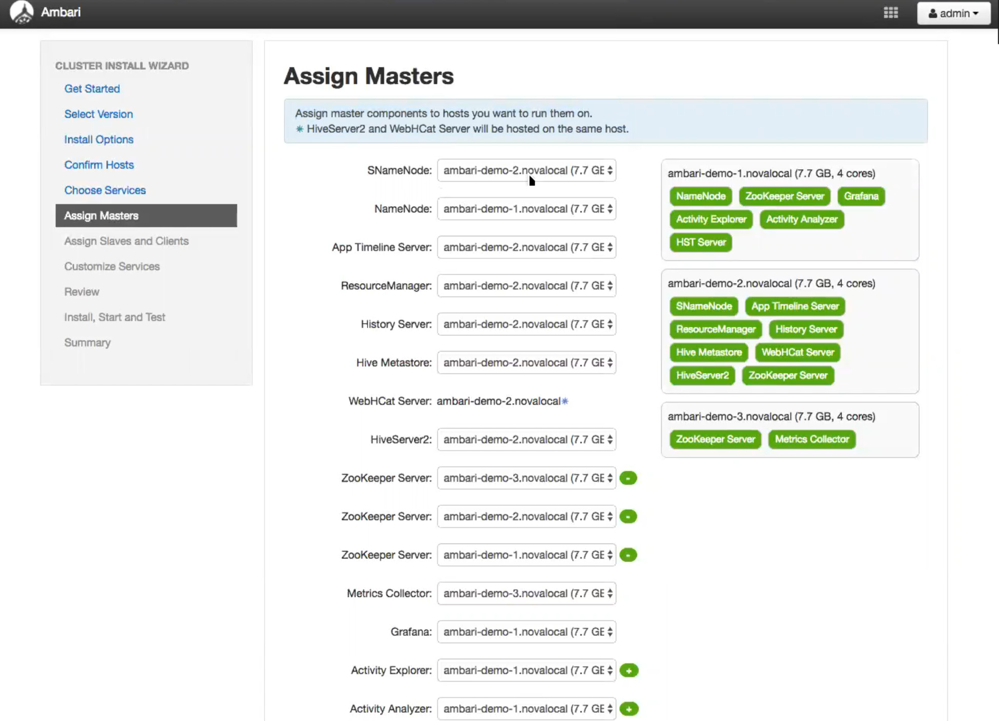 Ambari
admin
CLUSTER INSTALL WIZARD
Get Started
Select Version
Install Options
Confirm Hosts
Choose Services
Assign Masters
Assign Slaves and Clients
Customize Services
Review
Install, Start and Test
Summary
Assign Masters
Assign master components to hosts you want to run them on.
✳ HiveServer2 and WebHCat Server will be hosted on the same host.
SNameNode: ambari-demo-2.novalocal (7.7 GE
NameNode: ambari-demo-1.novalocal (7.7 GE
App Timeline Server: ambari-demo-2.novalocal (7.7 GE
ResourceManager: ambari-demo-2.novalocal (7.7 GE
History Server: ambari-demo-2.novalocal (7.7 GE
Hive Metastore: ambari-demo-2.novalocal (7.7 GE
WebHCat Server: ambari-demo-2.novalocal✳
HiveServer2: ambari-demo-2.novalocal (7.7 GE
ZooKeeper Server: ambari-demo-3.novalocal (7.7 GE -
ZooKeeper Server: ambari-demo-2.novalocal (7.7 GE -
ZooKeeper Server: ambari-demo-1.novalocal (7.7 GE -
Metrics Collector: ambari-demo-3.novalocal (7.7 GE
Grafana: ambari-demo-1.novalocal (7.7 GE
Activity Explorer: ambari-demo-1.novalocal (7.7 GE +
Activity Analyzer: ambari-demo-1.novalocal (7.7 GE +
ambari-demo-1.novalocal (7.7 GB, 4 cores)
NameNode ZooKeeper Server Grafana
Activity Explorer Activity Analyzer
HST Server
ambari-demo-2.novalocal (7.7 GB, 4 cores)
SNameNode App Timeline Server
ResourceManager History Server
Hive Metastore WebHCat Server
HiveServer2 ZooKeeper Server
ambari-demo-3.novalocal (7.7 GB, 4 cores)
ZooKeeper Server Metrics Collector